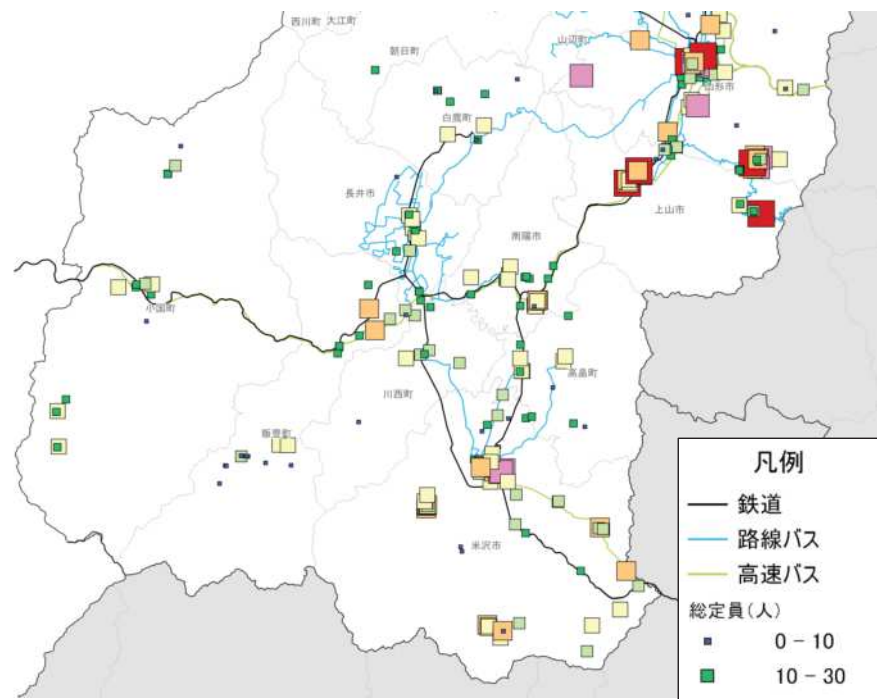 西川町 大江町
朝日町
山辺町
山形市
白鷹町
長井市
上山市
南陽市
小国町
高畠町
川西町
飯豊町
米沢市
凡例
鉄道
路線バス
高速バス
総定員(人)
0 – 10
10 – 30